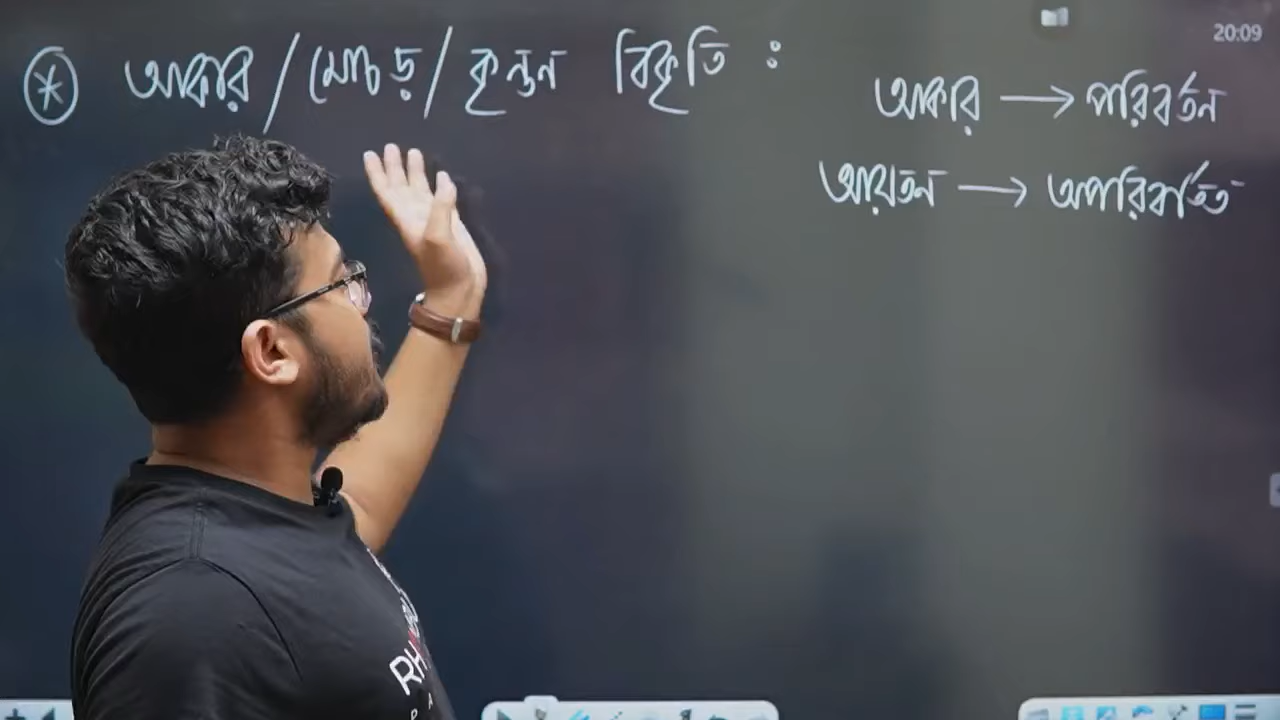 20:09
* আকার / মোচড় / কৃন্তন বিকৃতি :
আকার → পরিবর্তন
আয়তন → অপরিবর্তিত